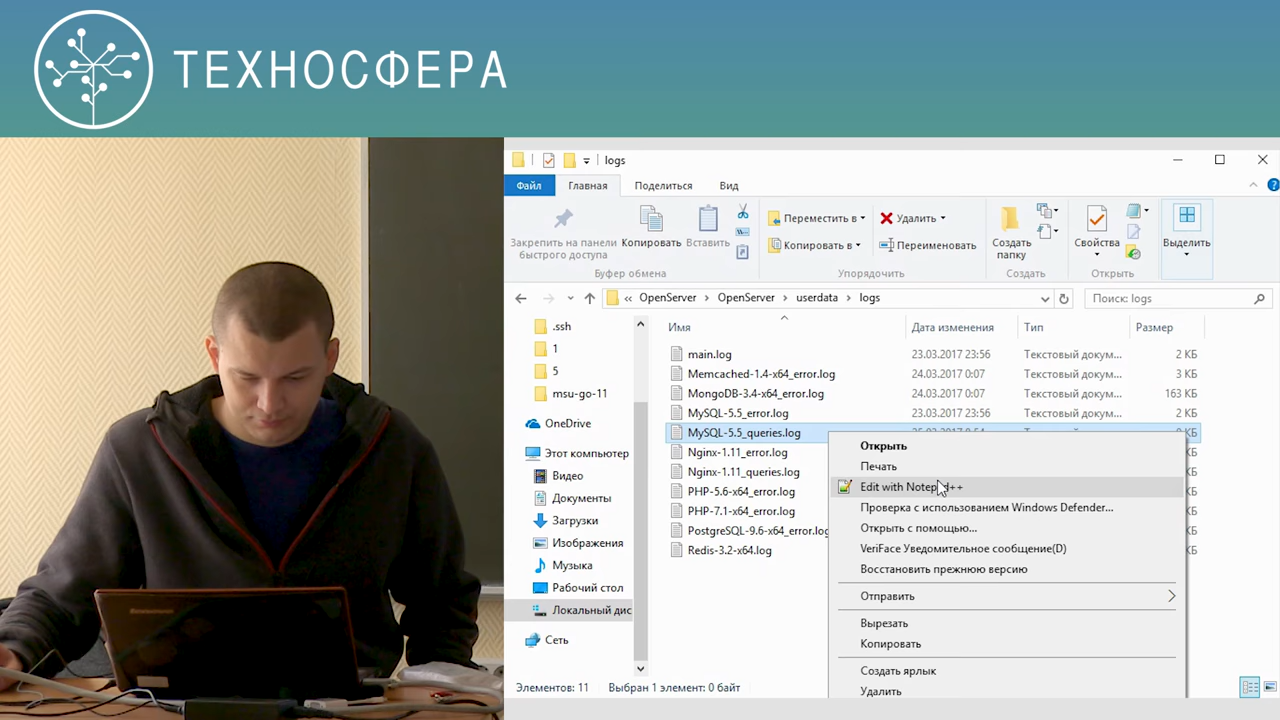 ТЕХНОСФЕРА
logs
Файл
Главная
Поделиться
Вид
Закрепить на панели
быстрого доступа
Копировать
Вставить
Переместить в
Копировать в
Удалить
Переименовать
Создать
папку
Свойства
Выделить
Буфер обмена
Упорядочить
Создать
Открыть
« OpenServer > OpenServer > userdata > logs
Поиск: logs
Имя Дата изменения Тип Размер
.ssh
1
5
msu-go-11
OneDrive
Этот компьютер
Видео
Документы
Загрузки
Изображения
Музыка
Рабочий стол
Локальный дис
Сеть
main.log 23.03.2017 23:56 Текстовый докум... 2 КБ
Memcached-1.4-x64_error.log 24.03.2017 0:07 Текстовый докум... 3 КБ
MongoDB-3.4-x64_error.log 24.03.2017 0:07 Текстовый докум... 163 КБ
MySQL-5.5_error.log 23.03.2017 23:56 Текстовый докум... 2 КБ
MySQL-5.5_queries.log
Nginx-1.11_error.log
Nginx-1.11_queries.log
PHP-5.6-x64_error.log
PHP-7.1-x64_error.log
PostgreSQL-9.6-x64_error.log
Redis-3.2-x64.log
Открыть
Печать
Edit with Notepad++
Проверка с использованием Windows Defender...
Открыть с помощью...
VeriFace Уведомительное сообщение(D)
Восстановить прежнюю версию
Отправить
Вырезать
Копировать
Создать ярлык
Удалить
Элементов: 11 Выбран 1 элемент: 0 байт